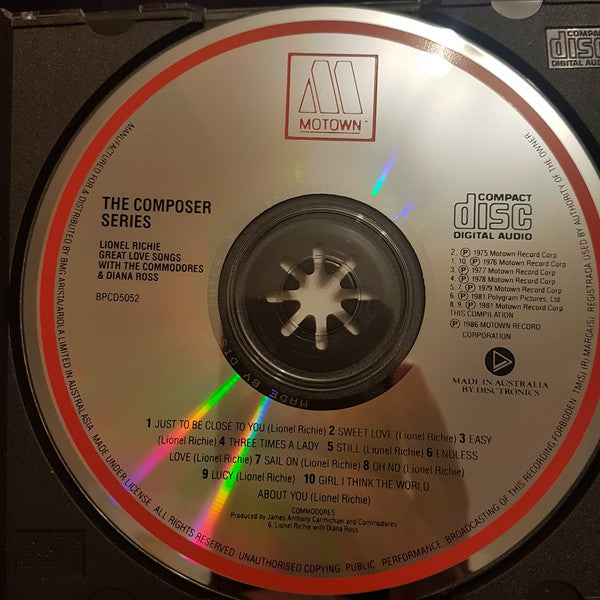 MOTOWN™
COMPACT
disc
DIGITAL AUDIO
THE COMPOSER
SERIES
LIONEL RICHIE
GREAT LOVE SONGS
WITH THE COMMODORES
& DIANA ROSS
BPCD5052
COMPACT
disc
DIGITAL AUDIO
2. Ⓟ 1975 Motown Record Corp
1, 10. Ⓟ 1976 Motown Record Corp
3. Ⓟ 1977 Motown Record Corp
4. Ⓟ 1978 Motown Record Corp
5, 7. Ⓟ 1979 Motown Record Corp
6. Ⓟ 1981 Polygram Pictures, Ltd
8, 9. Ⓟ 1981 Motown Record Corp
THIS COMPILATION
Ⓟ 1986 MOTOWN RECORD
CORPORATION
MADE IN AUSTRALIA
BY DISCTRONICS
MADE BY
1 JUST TO BE CLOSE TO YOU (Lionel Richie) 2 SWEET LOVE (Lionel Richie) 3 EASY
(Lionel Richie) 4 THREE TIMES A LADY 5 STILL (Lionel Richie) 6 ENDLESS
LOVE (Lionel Richie) 7 SAIL ON (Lionel Richie) 8 OH NO (Lionel Richie)
9 LUCY (Lionel Richie) 10 GIRL I THINK THE WORLD
ABOUT YOU (Lionel Richie)
COMMODORES
Produced by James Anthony Carmichael and Commodores
6. Lionel Richie with Diana Ross
MANUFACTURED FOR & DISTRIBUTED BY BMG ARISTA/ARIOLA LIMITED IN AUSTRALASIA. MADE UNDER LICENSE. ALL RIGHTS RESERVED. UNAUTHORISED COPYING. PUBLIC PERFORMANCE. BROADCASTING OF THIS RECORDING FORBIDDEN. TM(S) (R) MARCA(S) REGISTRADA USED BY AUTHORITY OF THE OWNER.